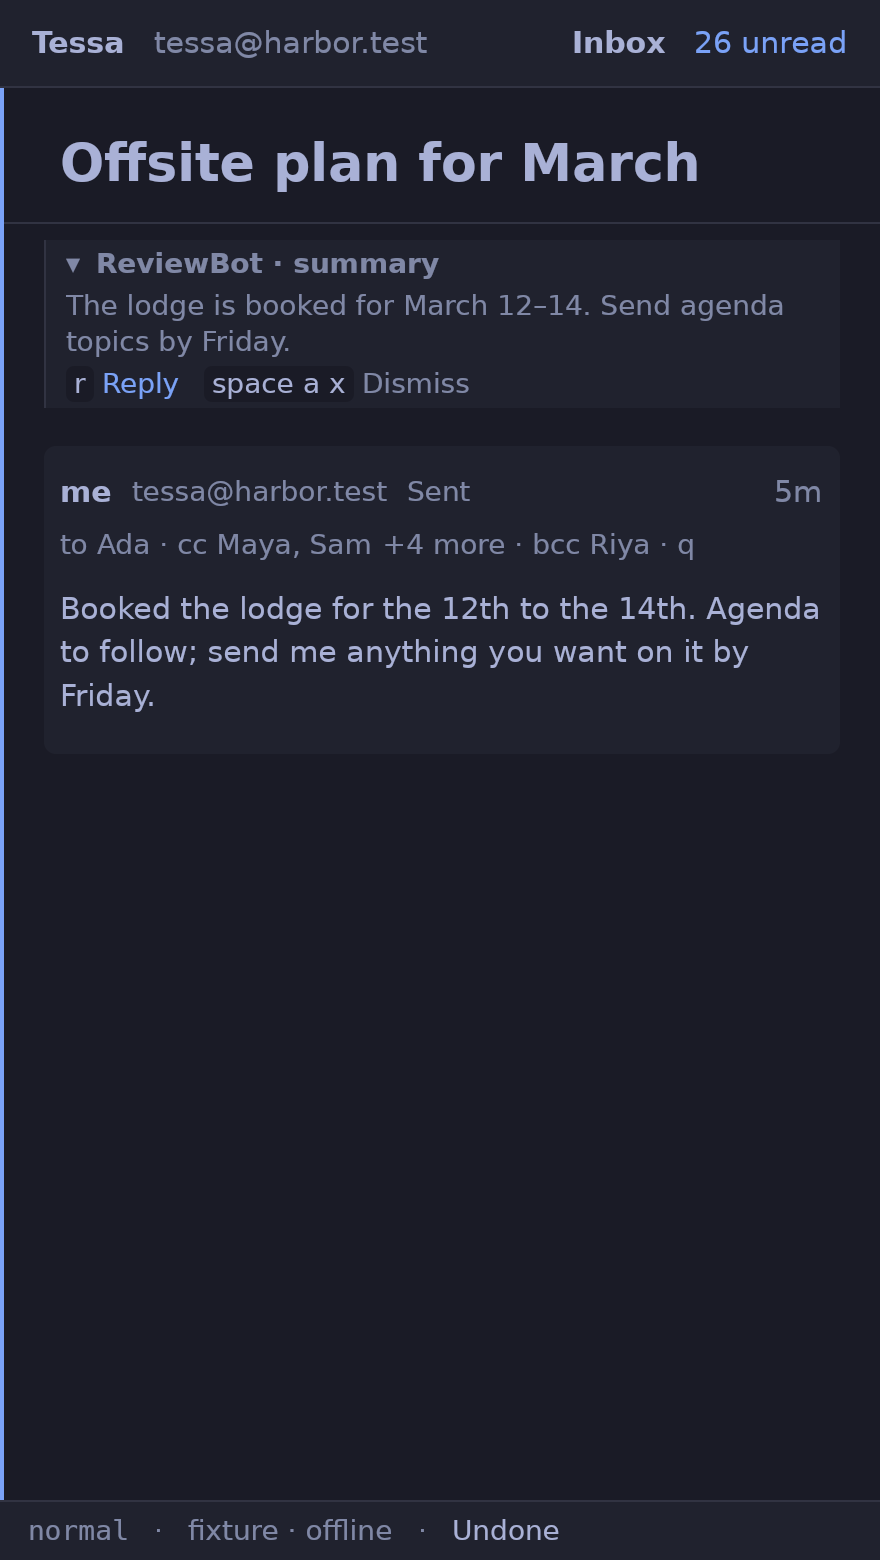 Tessa tessa@harbor.test Inbox 26 unread
Offsite plan for March
▼ ReviewBot · summary
The lodge is booked for March 12–14. Send agenda
topics by Friday.
r Reply space a x Dismiss
me tessa@harbor.test Sent 5m
to Ada · cc Maya, Sam +4 more · bcc Riya · q
Booked the lodge for the 12th to the 14th. Agenda
to follow; send me anything you want on it by
Friday.
normal · fixture · offline · Undone